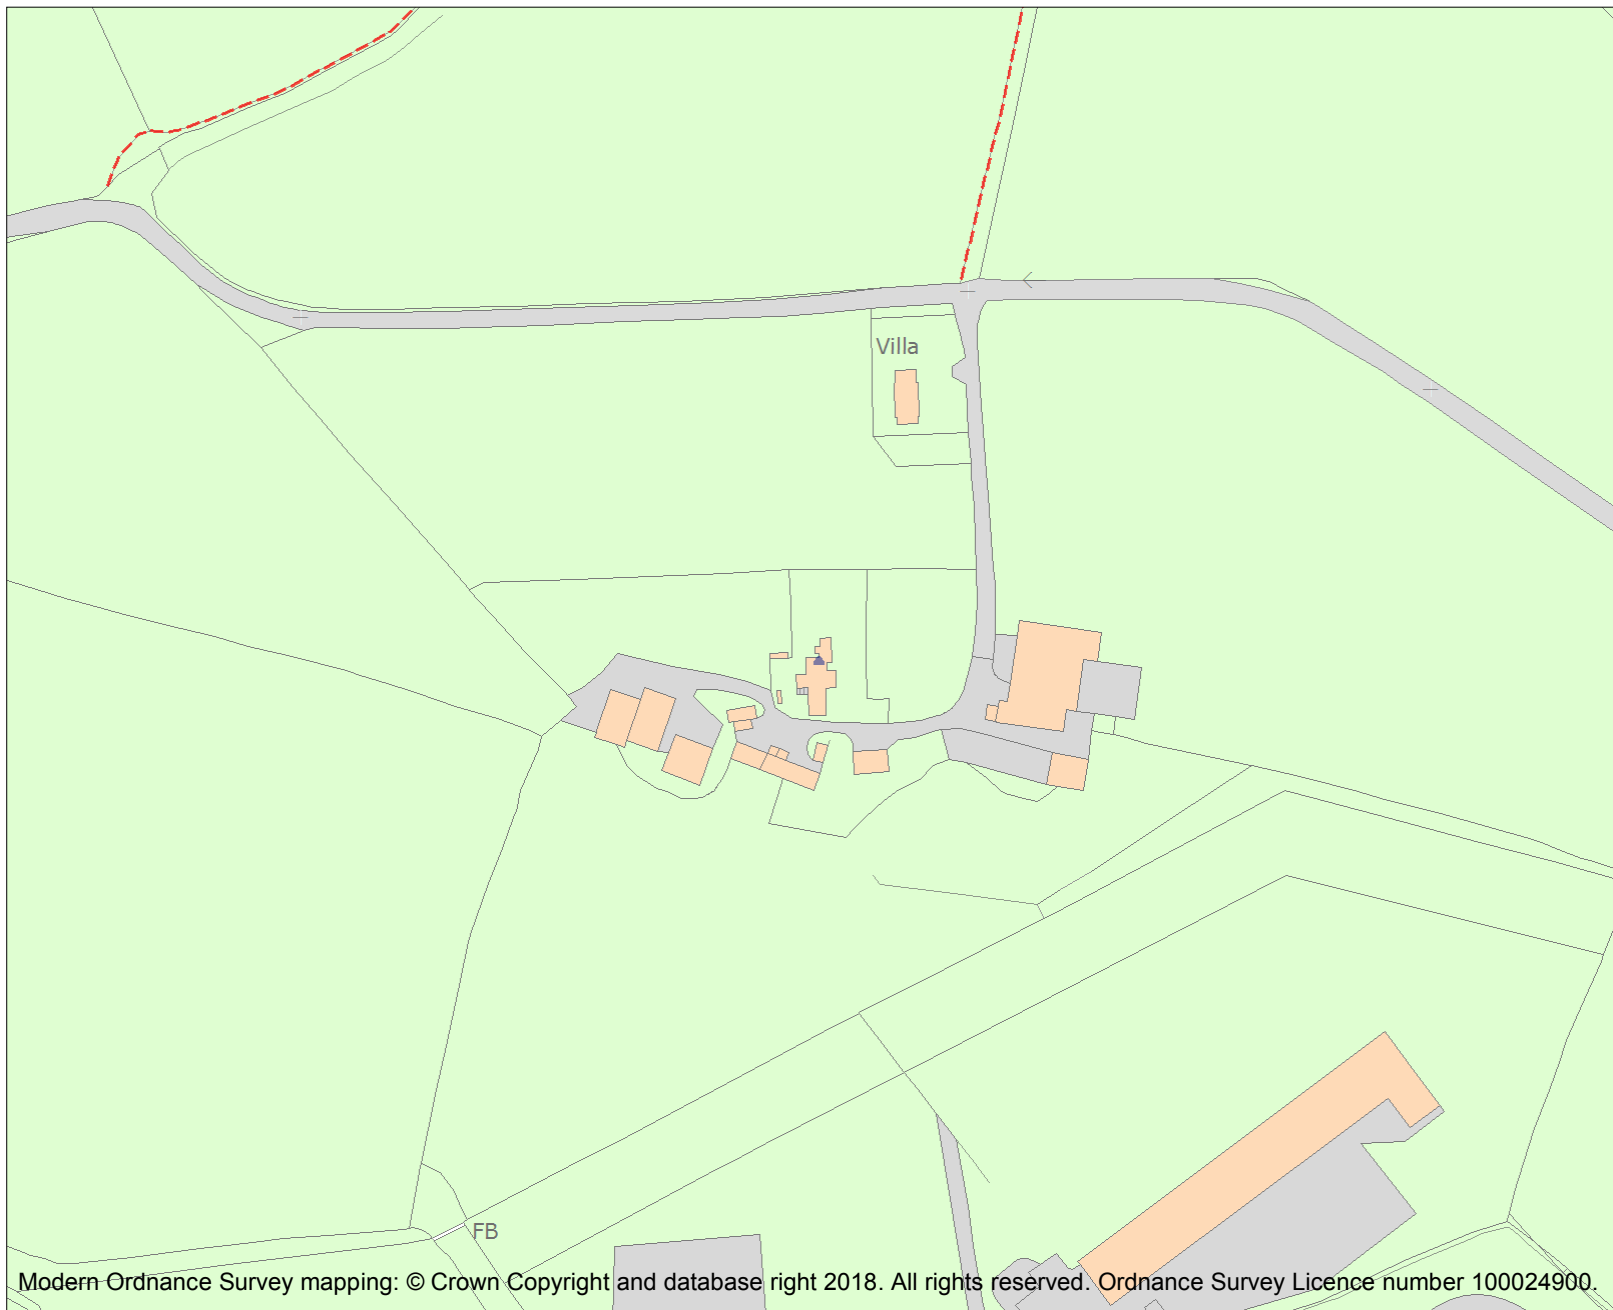 Villa
FB
Modern Ordnance Survey mapping: © Crown Copyright and database right 2018. All rights reserved. Ordnance Survey Licence number 100024900.